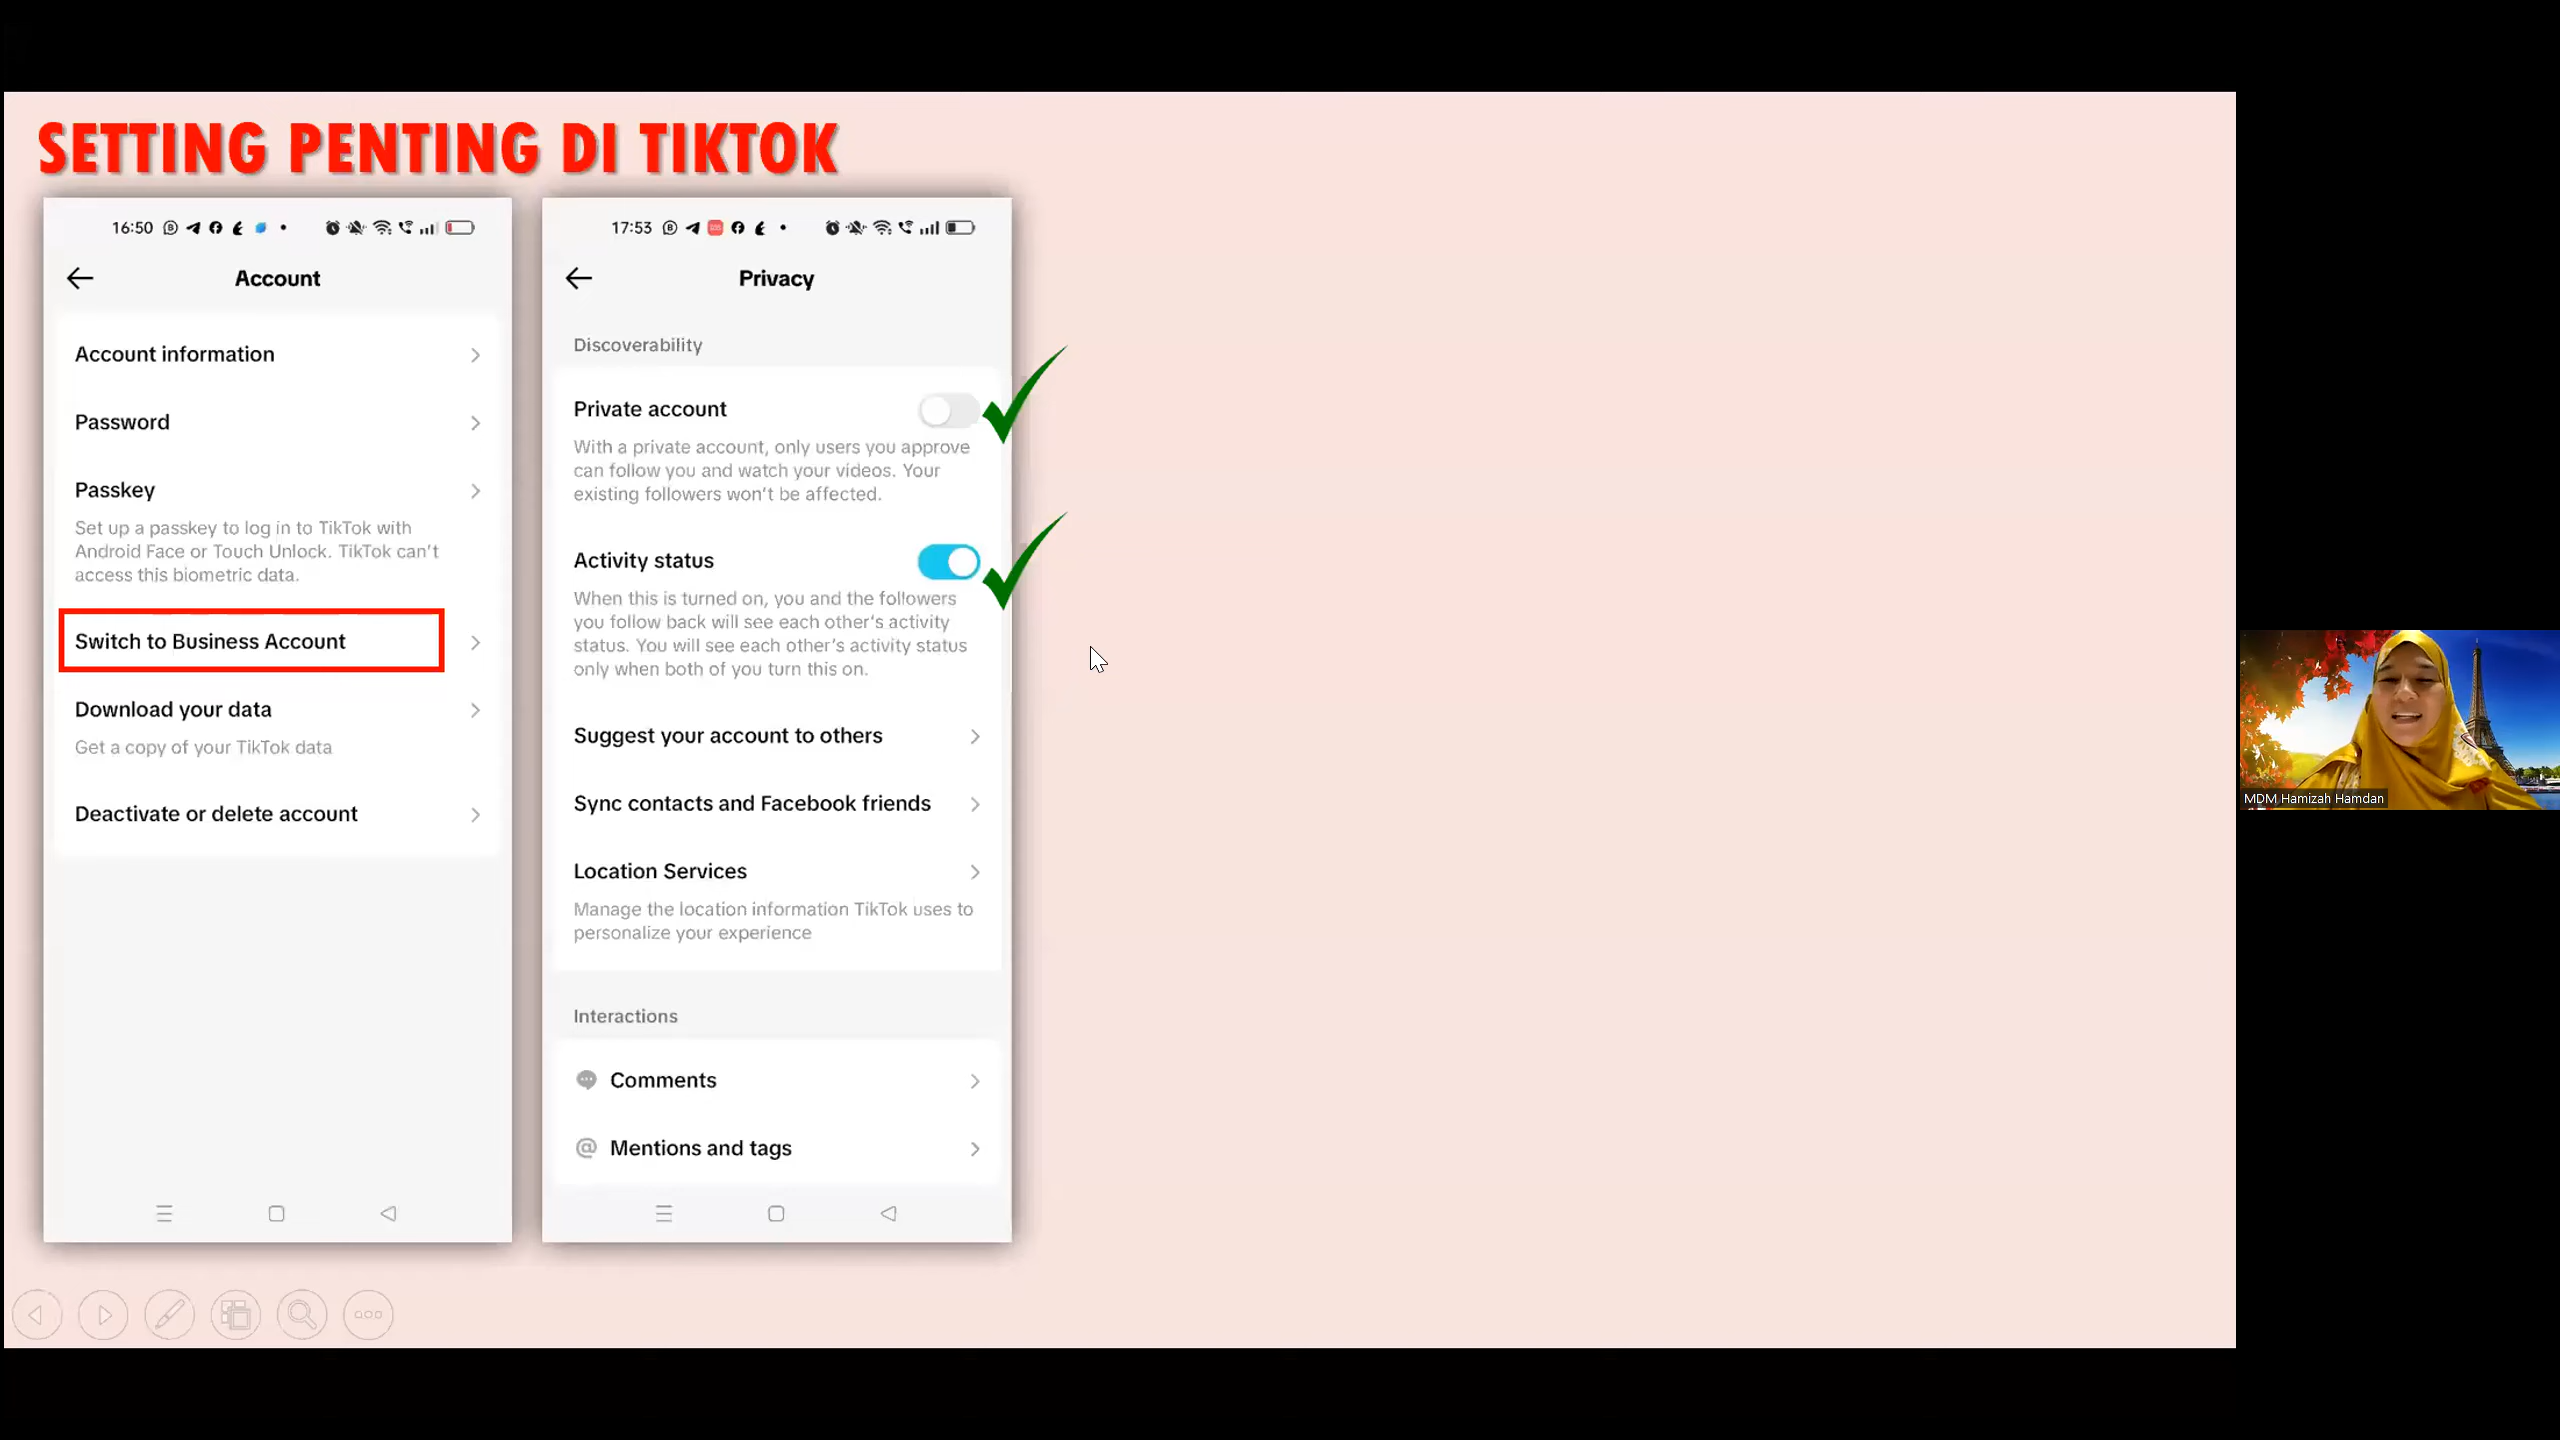 SETTING PENTING DI TIKTOK
16:50
Account
Account information
Password
Passkey
Set up a passkey to log in to TikTok with
Android Face or Touch Unlock. TikTok can't
access this biometric data.
Switch to Business Account
Download your data
Get a copy of your TikTok data
Deactivate or delete account
17:53
Privacy
Discoverability
Private account
With a private account, only users you approve
can follow you and watch your videos. Your
existing followers won't be affected.
Activity status
When this is turned on, you and the followers
you follow back will see each other's activity
status. You will see each other's activity status
only when both of you turn this on.
Suggest your account to others
Sync contacts and Facebook friends
Location Services
Manage the location information TikTok uses to
personalize your experience
Interactions
Comments
@ Mentions and tags
MDM Hamizah Hamdan